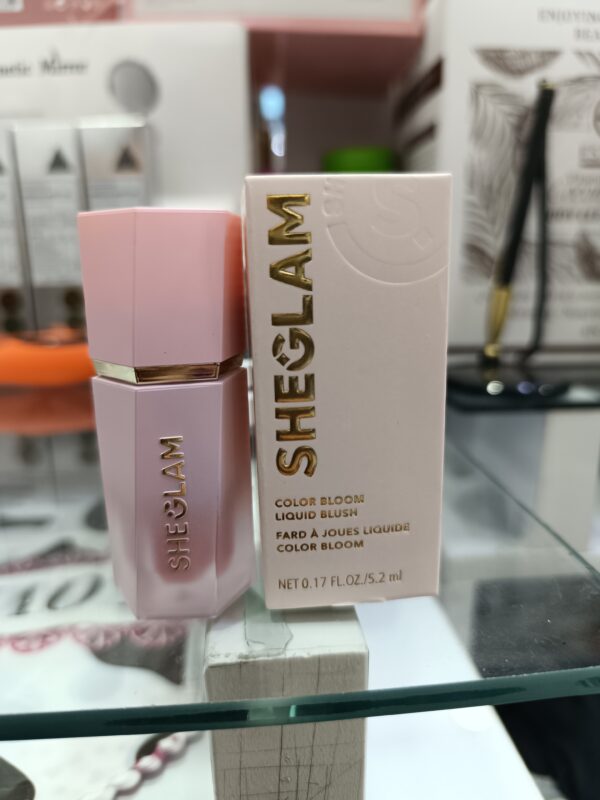 SHEGLAM
SHEGLAM
COLOR BLOOM
LIQUID BLUSH
FARD À JOUES LIQUIDE
COLOR BLOOM
NET 0.17 FL.OZ./5.2 ml
ENJOYING